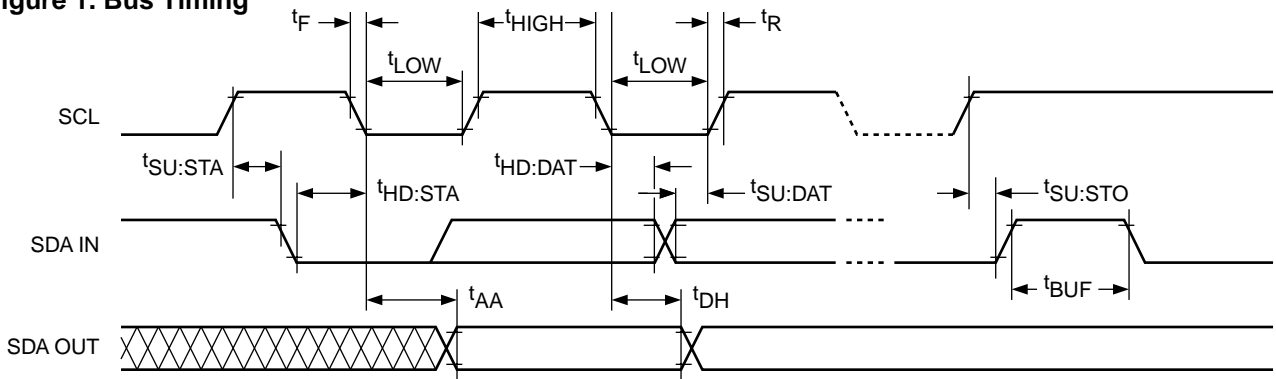 igure 1. Bus Timing
tF
tHIGH
tR
tLOW
tLOW
SCL
tSU:STA
tHD:STA
tHD:DAT
tSU:DAT
tSU:STO
SDA IN
tBUF
tAA
tDH
SDA OUT